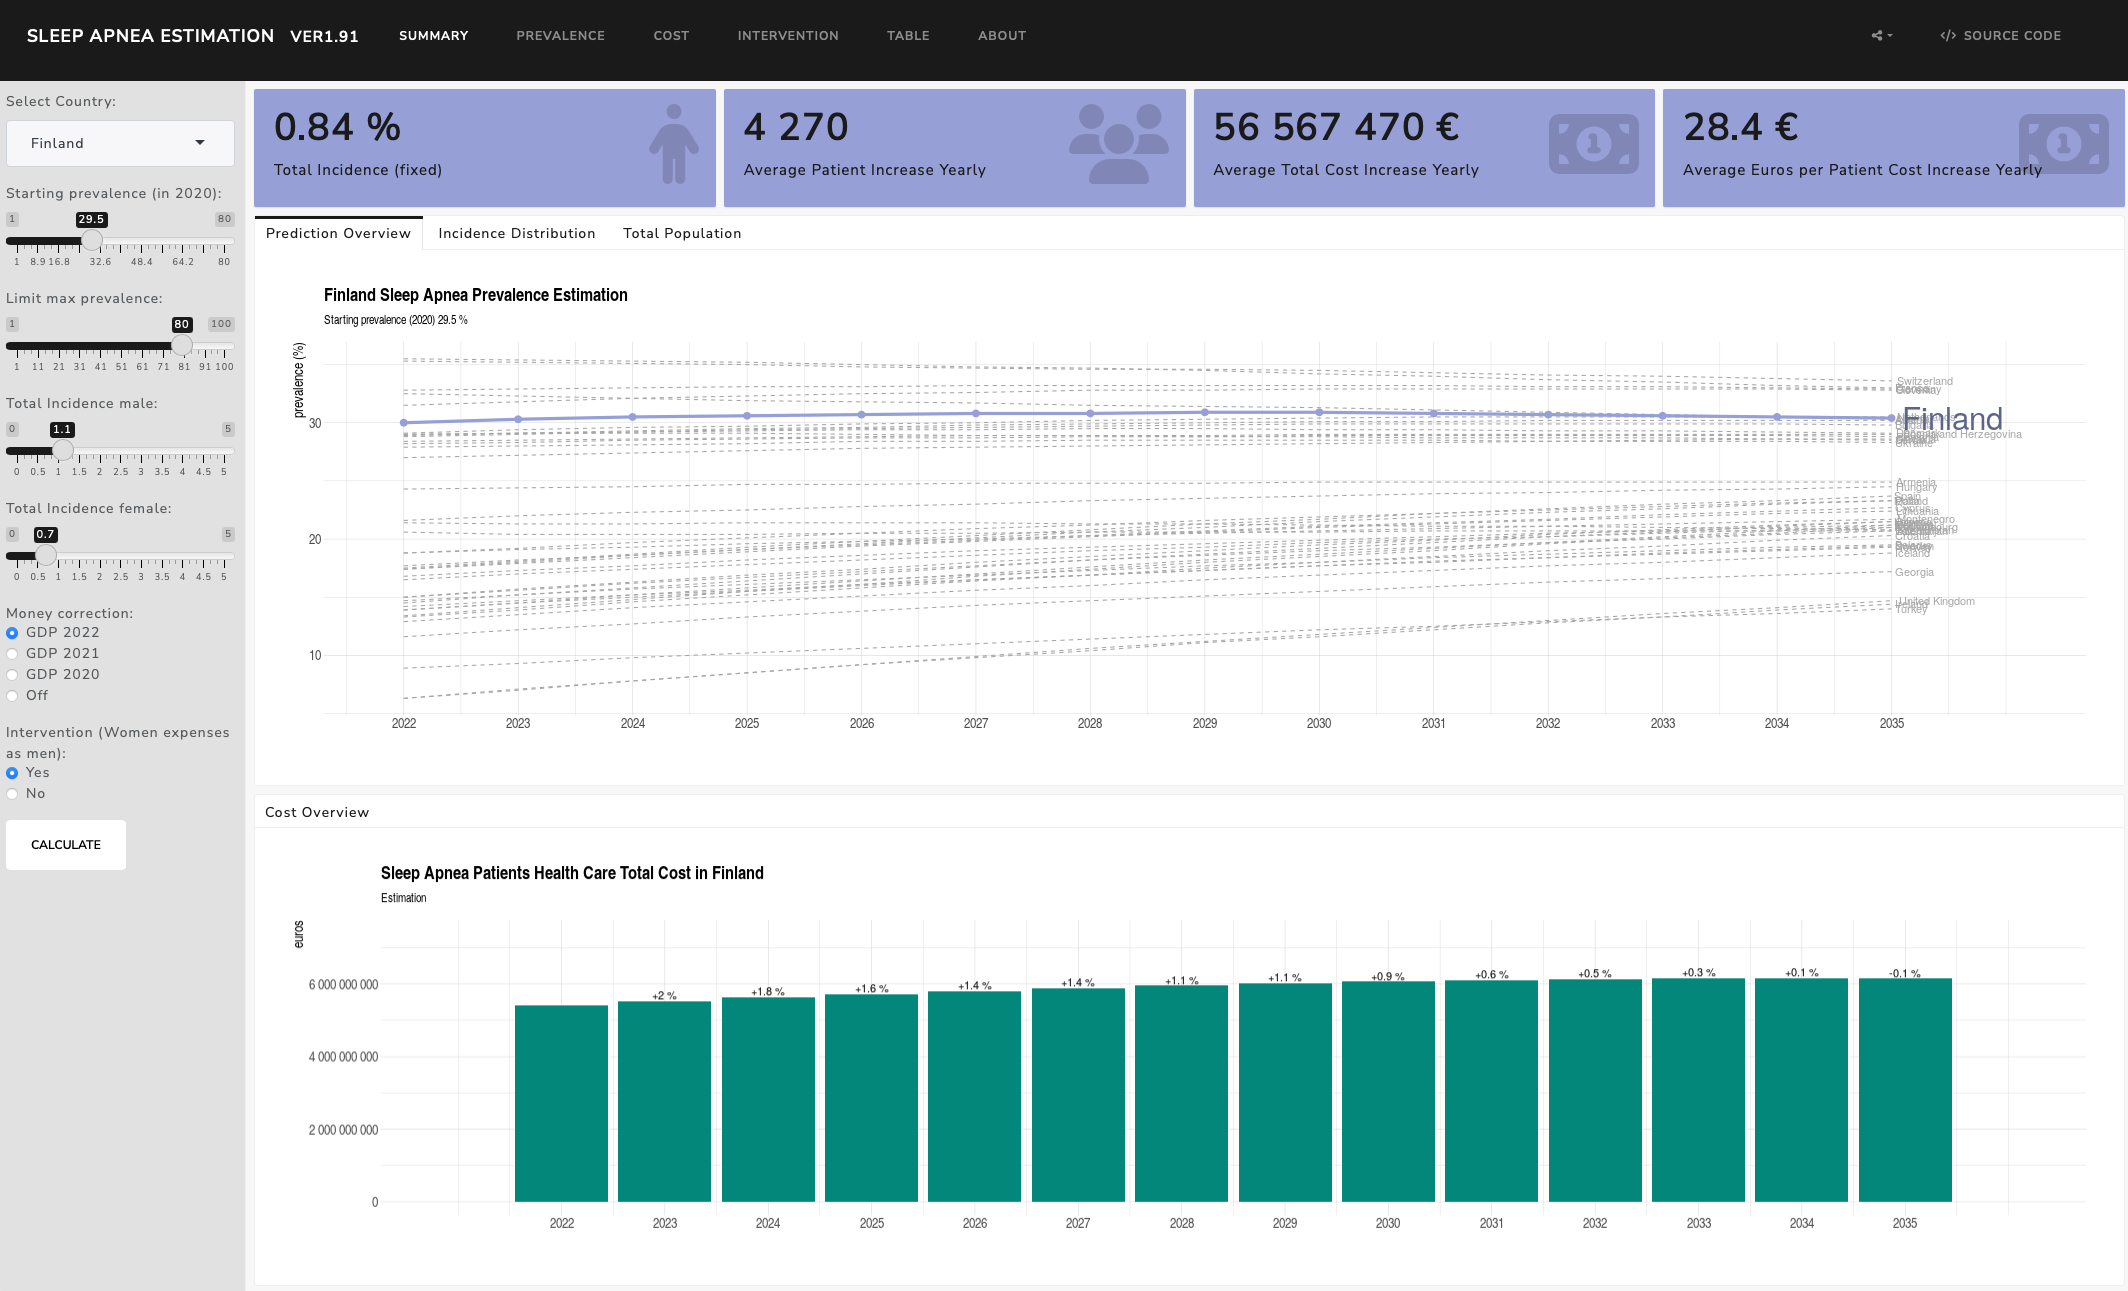 SLEEP APNEA ESTIMATION VER1.91 SUMMARY PREVALENCE COST INTERVENTION TABLE ABOUT SOURCE CODE
Select Country:
Finland
Starting prevalence (in 2020):
1 29.5 80
1 8.9 16.8 32.6 48.4 64.2 80
Limit max prevalence:
1 80 100
1 11 21 31 41 51 61 71 81 91 100
Total Incidence male:
0 1.1 5
0 0.5 1 1.5 2 2.5 3 3.5 4 4.5 5
Total Incidence female:
0 0.7 5
0 0.5 1 1.5 2 2.5 3 3.5 4 4.5 5
Money correction:
GDP 2022
GDP 2021
GDP 2020
Off
Intervention (Women expenses
as men):
Yes
No
CALCULATE
0.84 %
Total Incidence (fixed)
4 270
Average Patient Increase Yearly
56 567 470 €
Average Total Cost Increase Yearly
28.4 €
Average Euros per Patient Cost Increase Yearly
Prediction Overview Incidence Distribution Total Population
Finland Sleep Apnea Prevalence Estimation
Starting prevalence (2020) 29.5 %
prevalence (%)
30
20
10
Switzerland
Finland
Armenia
Hungary
Spain
Cyprus
Montenegro
Croatia
Iceland
Georgia
United Kingdom
Turkey
2022 2023 2024 2025 2026 2027 2028 2029 2030 2031 2032 2033 2034 2035
Cost Overview
Sleep Apnea Patients Health Care Total Cost in Finland
Estimation
euros
6 000 000 000
4 000 000 000
2 000 000 000
0
+2 % +1.8 % +1.6 % +1.4 % +1.4 % +1.1 % +1.1 % +0.9 % +0.6 % +0.5 % +0.3 % +0.1 % -0.1 %
2022 2023 2024 2025 2026 2027 2028 2029 2030 2031 2032 2033 2034 2035